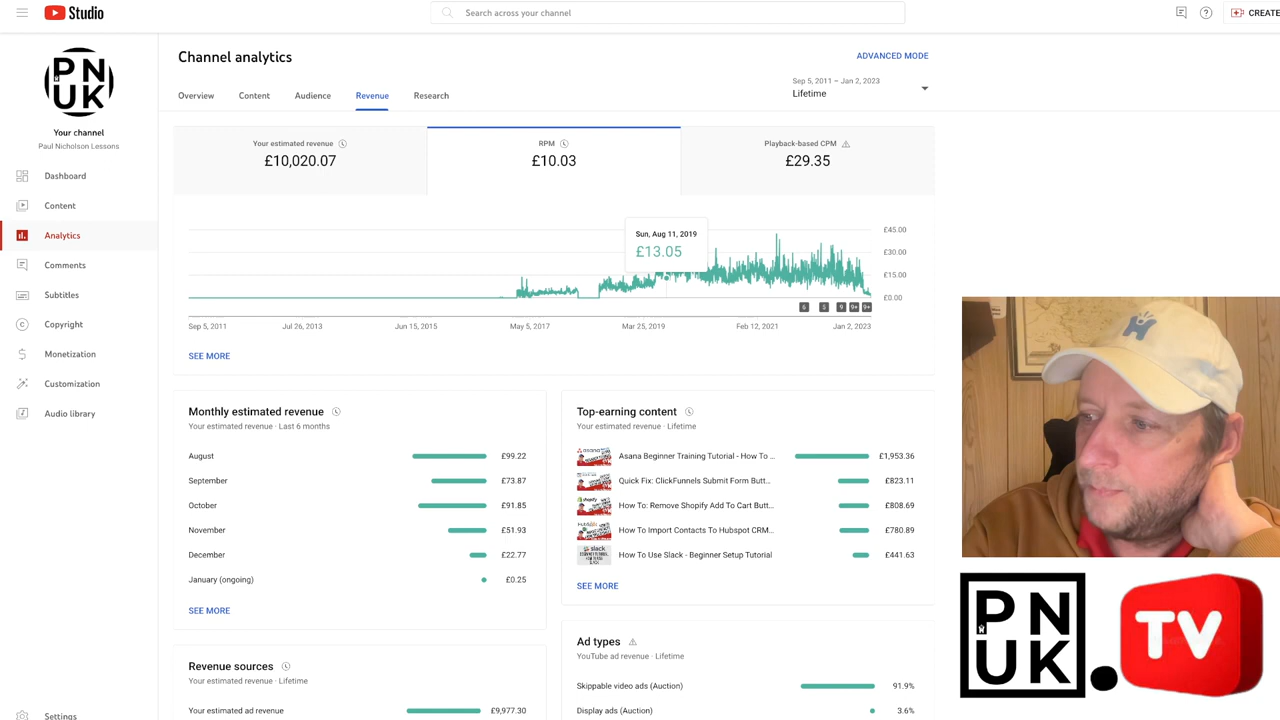 Studio
Search across your channel
CREATE
PN
UK
Your channel
Paul Nicholson Lessons
Dashboard
Content
Analytics
Comments
Subtitles
Copyright
Monetization
Customization
Audio library
Settings
Channel analytics
ADVANCED MODE
Overview
Content
Audience
Revenue
Research
Sep 5, 2011 – Jan 2, 2023
Lifetime
Your estimated revenue
£10,020.07
RPM
£10.03
Playback-based CPM
£29.35
Sun, Aug 11, 2019
£13.05
£45.00
£30.00
£15.00
£0.00
6 5 9 9+ 9+
Sep 5, 2011 Jul 26, 2013 Jun 15, 2015 May 5, 2017 Mar 25, 2019 Feb 12, 2021 Jan 2, 2023
SEE MORE
Monthly estimated revenue
Your estimated revenue · Last 6 months
August £99.22
September £73.87
October £91.85
November £51.93
December £22.77
January (ongoing) £0.25
SEE MORE
Top-earning content
Your estimated revenue · Lifetime
Asana Beginner Training Tutorial - How To ... £1,953.36
Quick Fix: ClickFunnels Submit Form Butt... £823.11
How To: Remove Shopify Add To Cart Butt... £808.69
How To Import Contacts To Hubspot CRM... £780.89
How To Use Slack - Beginner Setup Tutorial £441.63
SEE MORE
Revenue sources
Your estimated revenue · Lifetime
Your estimated ad revenue £9,977.30
Ad types
YouTube ad revenue · Lifetime
Skippable video ads (Auction) 91.9%
Display ads (Auction) 3.6%
H
PN
UK
.
TV